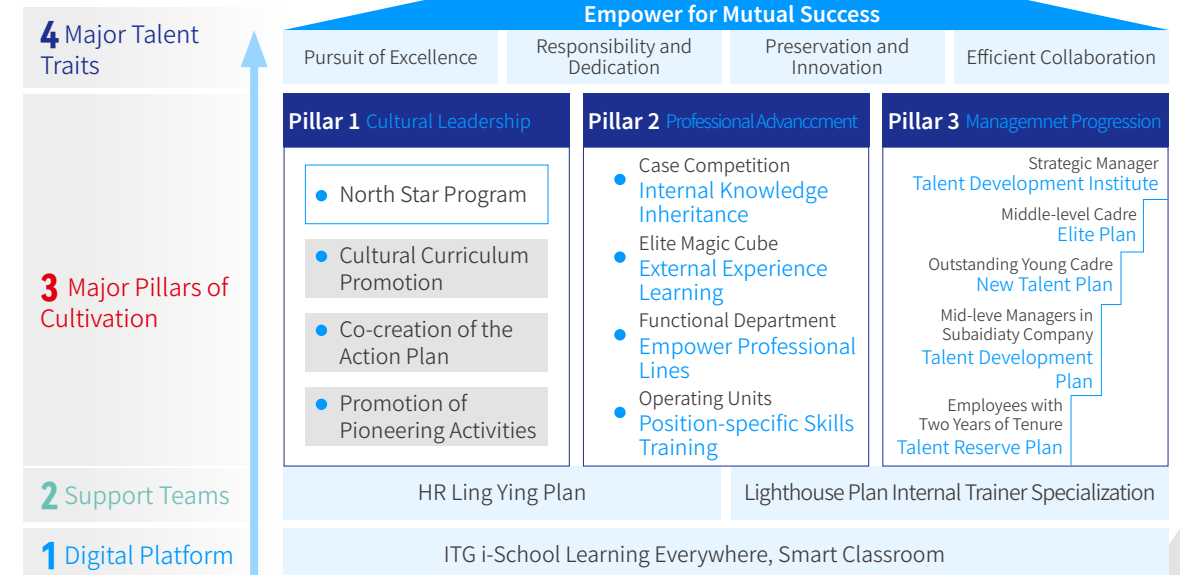 Empower for Mutual Success
4 Major Talent
Traits
Pursuit of Excellence
Responsibility and
Dedication
Preservation and
Innovation
Efficient Collaboration
3 Major Pillars of
Cultivation
Pillar 1 Cultural Leadership
North Star Program
Cultural Curriculum
Promotion
Co-creation of the
Action Plan
Promotion of
Pioneering Activities
Pillar 2 Professional Advanccment
Case Competition
Internal Knowledge
Inheritance
Elite Magic Cube
External Experience
Learning
Functional Department
Empower Professional
Lines
Operating Units
Position-specific Skills
Training
Pillar 3 Managemnet Progression
Strategic Manager
Talent Development Institute
Middle-level Cadre
Elite Plan
Outstanding Young Cadre
New Talent Plan
Mid-leve Managers in
Subaidiaty Company
Talent Development
Plan
Employees with
Two Years of Tenure
Talent Reserve Plan
2 Support Teams
HR Ling Ying Plan
Lighthouse Plan Internal Trainer Specialization
1 Digital Platform
ITG i-School Learning Everywhere, Smart Classroom